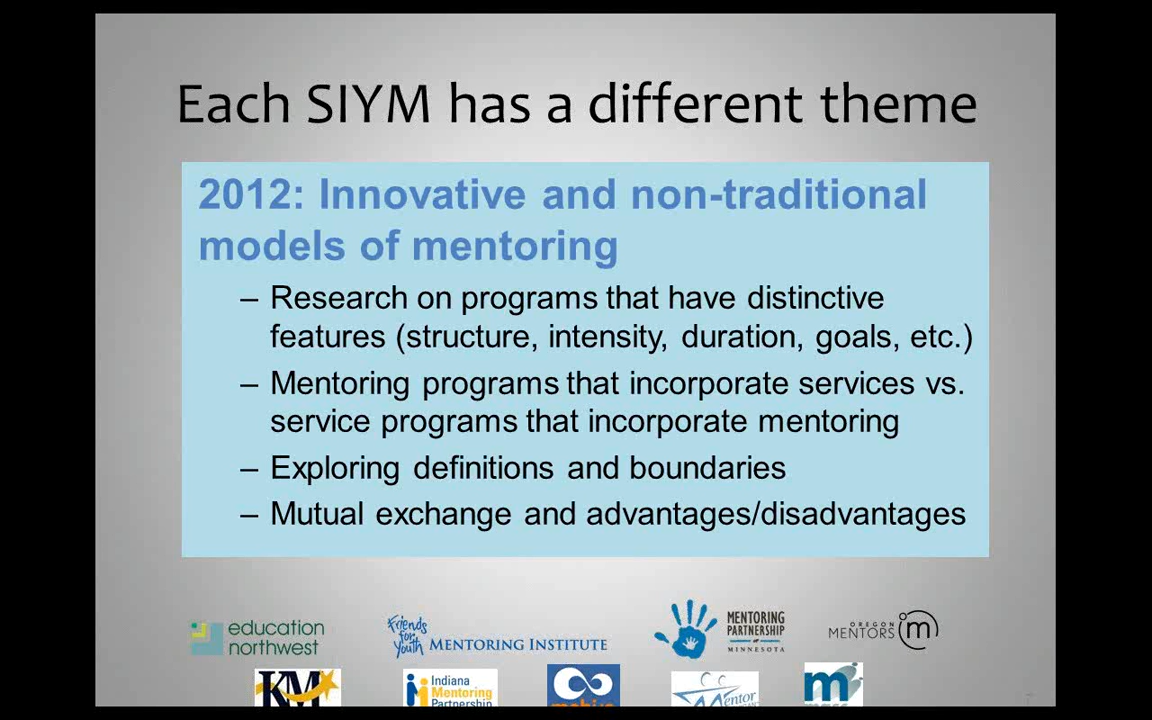 Each SIYM has a different theme
2012: Innovative and non-traditional
models of mentoring
– Research on programs that have distinctive
features (structure, intensity, duration, goals, etc.)
– Mentoring programs that incorporate services vs.
service programs that incorporate mentoring
– Exploring definitions and boundaries
– Mutual exchange and advantages/disadvantages
education
northwest
Friends
for
Youth
MENTORING INSTITUTE
MENTORING
PARTNERSHIP
of
MINNESOTA
OREGON
MENTORS
m
KM
Indiana
Mentoring
Partnership
Mentor
m